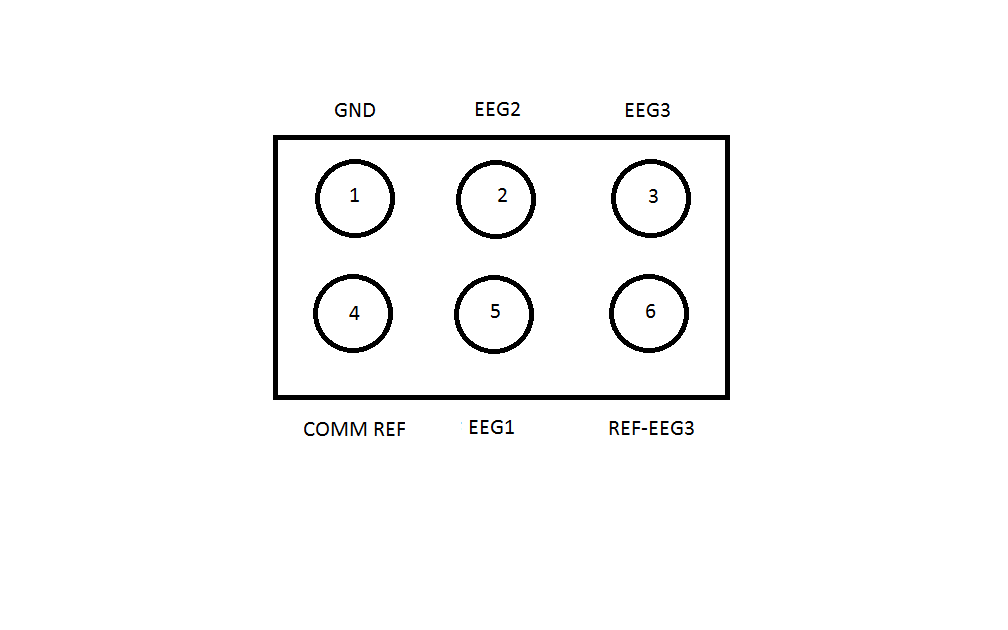 GND EEG2 EEG3
1 2 3
4 5 6
COMM REF EEG1 REF-EEG3